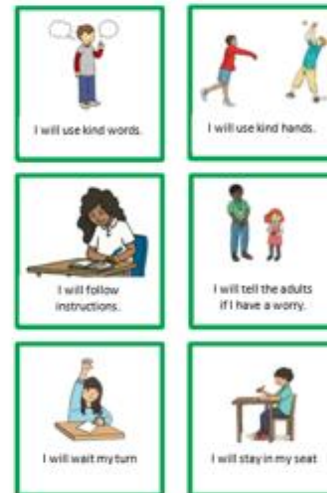 I will use kind words.
I will use kind hands.
I will follow
instructions.
I will tell the adults
if I have a worry.
I will wait my turn
I will stay in my seat